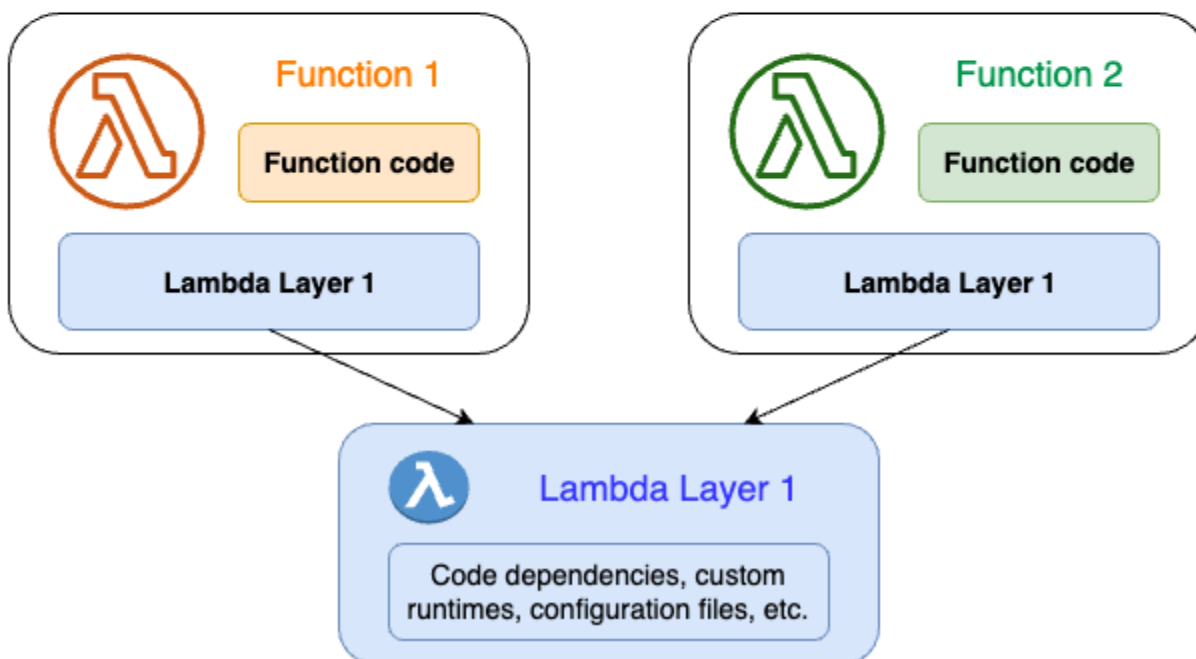 Function 1
Function code
Lambda Layer 1
Function 2
Function code
Lambda Layer 1
Lambda Layer 1
Code dependencies, custom
runtimes, configuration files, etc.